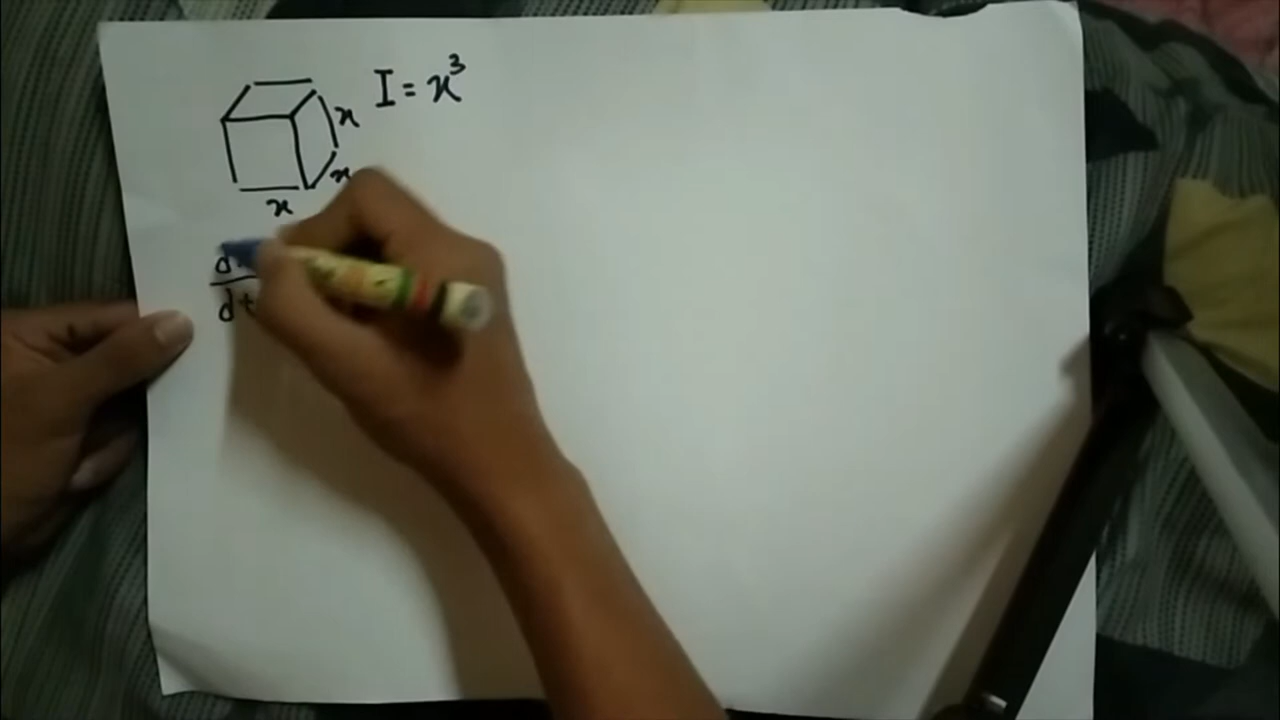 I = x³
x
x
x
d
dt